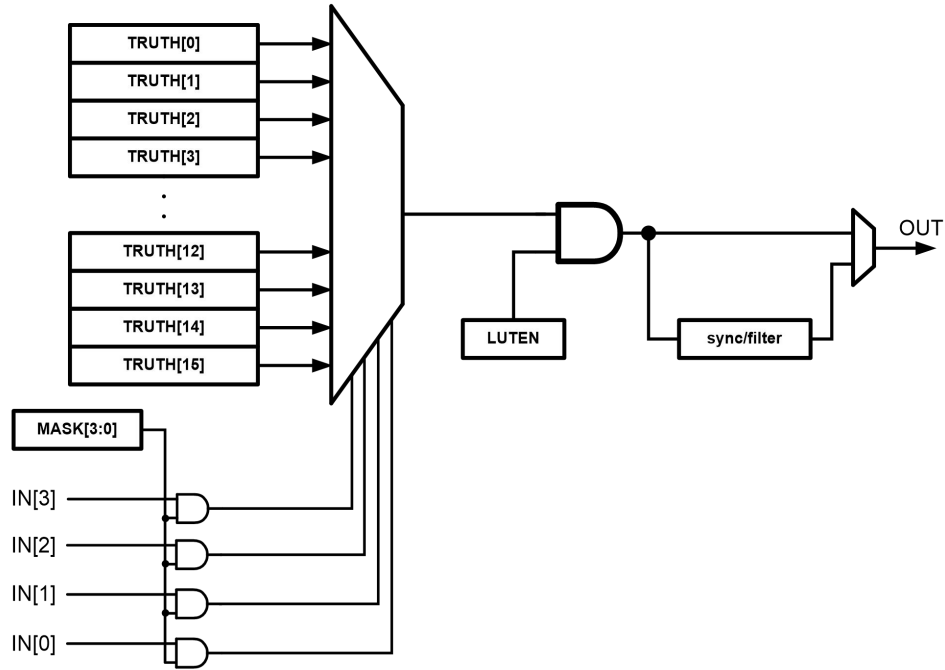 TRUTH[0]
TRUTH[1]
TRUTH[2]
TRUTH[3]
TRUTH[12]
TRUTH[13]
TRUTH[14]
TRUTH[15]
OUT
LUTEN
sync/filter
MASK[3:0]
IN[3]
IN[2]
IN[1]
IN[0]